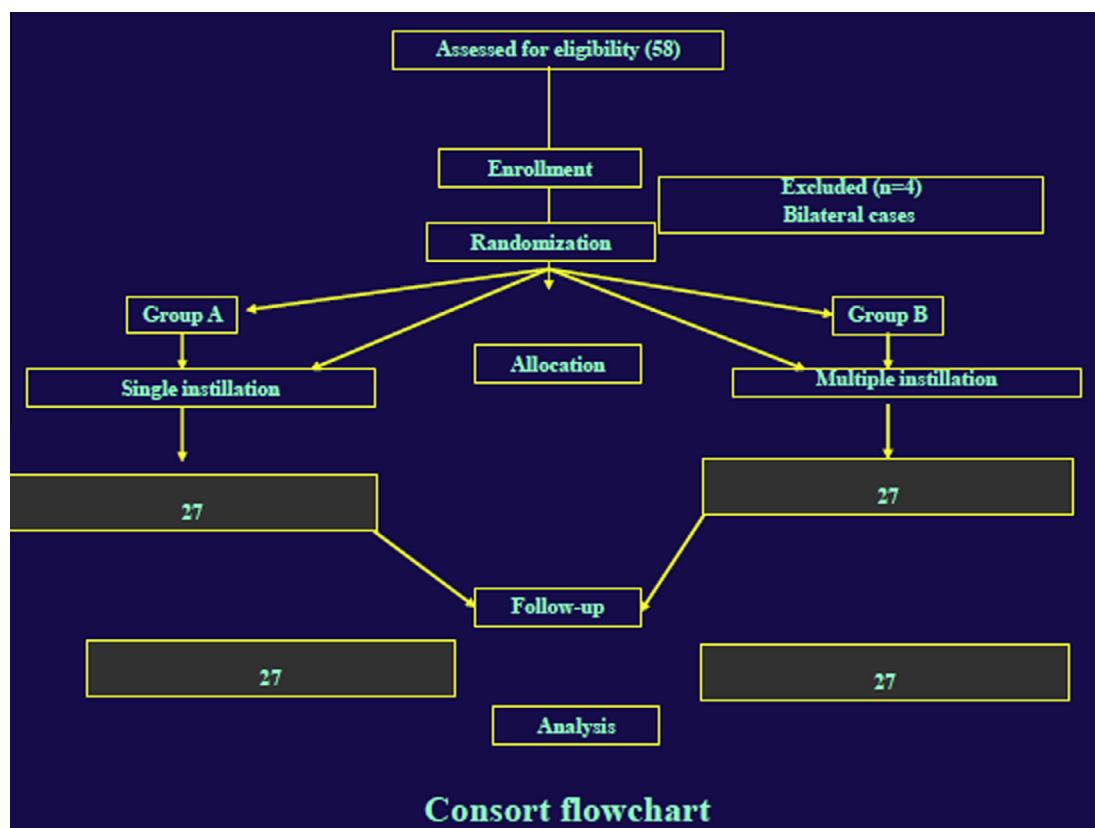 Assessed for eligibility (58)
Enrollment
Excluded (n=4)
Bilateral cases
Randomization
Group A
Group B
Allocation
Single instillation
Multiple instillation
27
27
Follow-up
27
27
Analysis
Consort flowchart